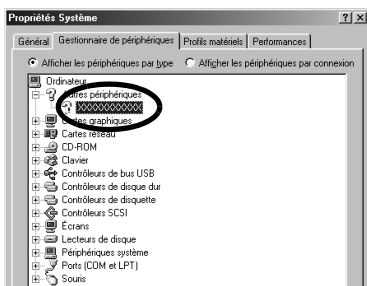 Propriétés Système
Général Gestionnaire de périphériques Profils matériels Performances
Afficher les périphériques par type Afficher les périphériques par connexion
Ordinateur
Autres périphériques
XXXXXXXXXXX
Cartes graphiques
Cartes réseau
CD-ROM
Clavier
Contrôleurs de bus USB
Contrôleurs de disque dur
Contrôleurs de disquette
Contrôleurs SCSI
Écrans
Lecteurs de disque
Périphériques système
Ports (COM et LPT)
Souris